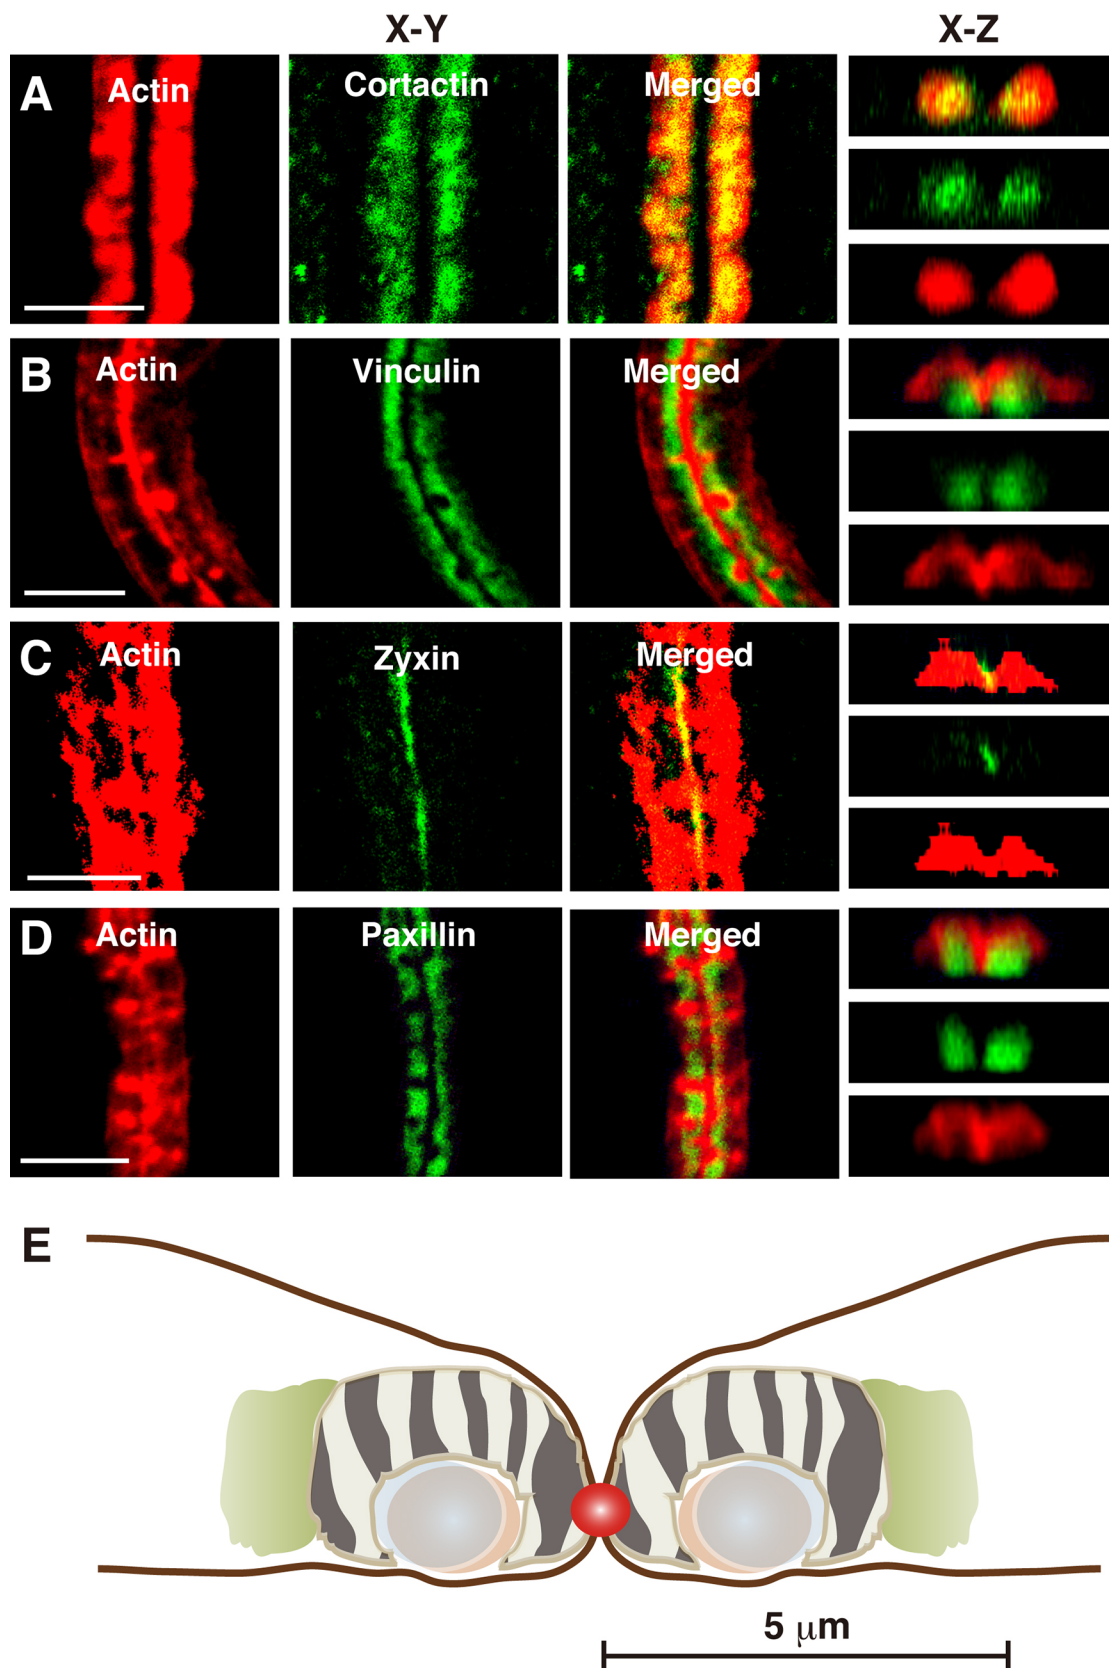 X-Y X-Z
A Actin Cortactin Merged
B Actin Vinculin Merged
C Actin Zyxin Merged
D Actin Paxillin Merged
E
5 μm